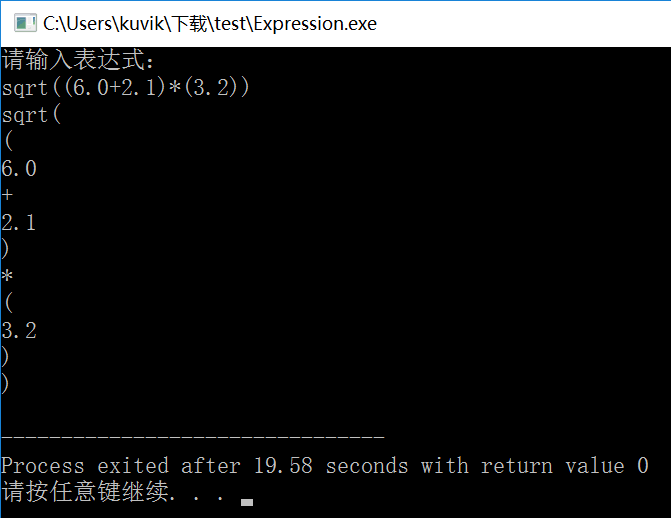 C:\Users\kuvik\下载\test\Expression.exe
请输入表达式：
sqrt((6.0+2.1)*(3.2))
sqrt(
(
6.0
+
2.1
)
*
(
3.2
)
)
--------------------------------
Process exited after 19.58 seconds with return value 0
请按任意键继续. . .